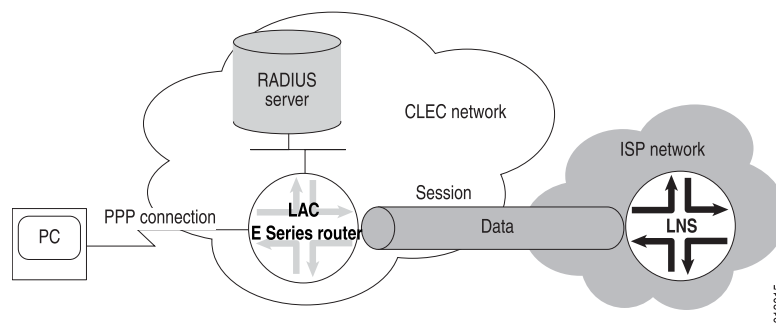 RADIUS
server
CLEC network
ISP network
Session
PPP connection
LAC
E Series router
PC
Data
LNS